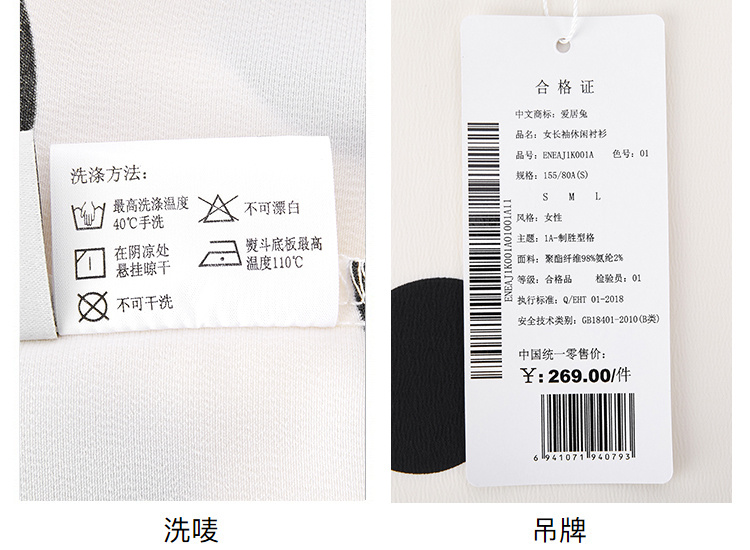 洗涤方法:
最高洗涤温度
40℃手洗
不可漂白
在阴凉处
悬挂晾干
熨斗底板最高
温度110℃
不可干洗
洗唛
合格证
中文商标: 爱居兔
品名: 女长袖休闲衬衫
品号: ENEAJ1K001A 色号: 01
规格: 155/80A(S)
S M L
风格: 女性
主题: 1A-制胜型格
面料: 聚酯纤维98%氨纶2%
等级: 合格品 检验员: 01
执行标准: Q/EHT 01-2018
安全技术类别: GB18401-2010(B类)
中国统一零售价:
¥: 269.00/件
6 941071 940793
ENEAJ1K001A01001A11
吊牌